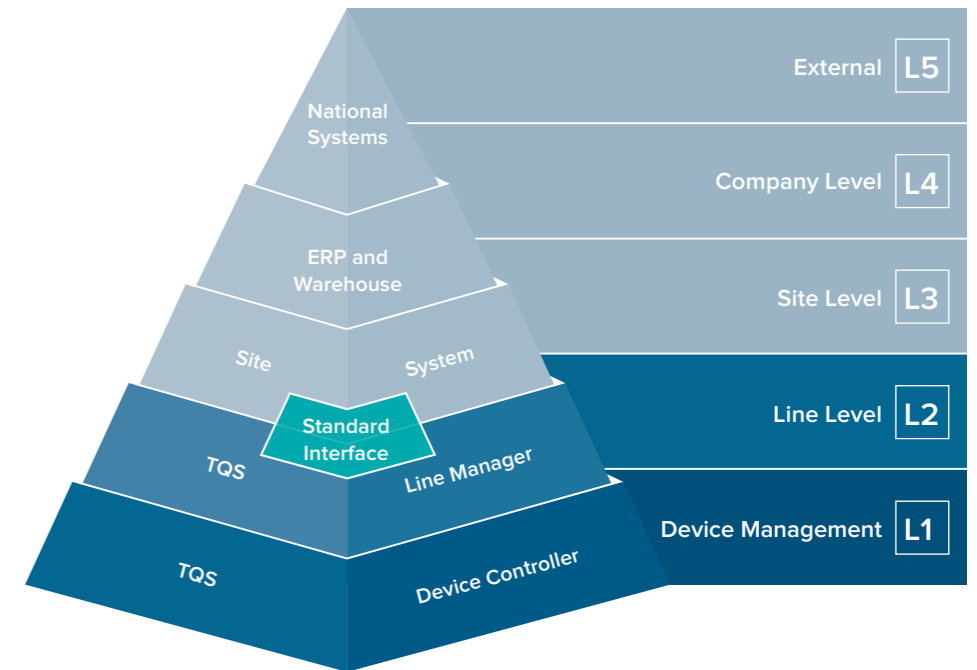 National
Systems
External L5
Company Level L4
ERP and
Warehouse
Site Level L3
Site System
Standard
Interface
Line Level L2
TQS Line Manager
Device Management L1
TQS Device Controller